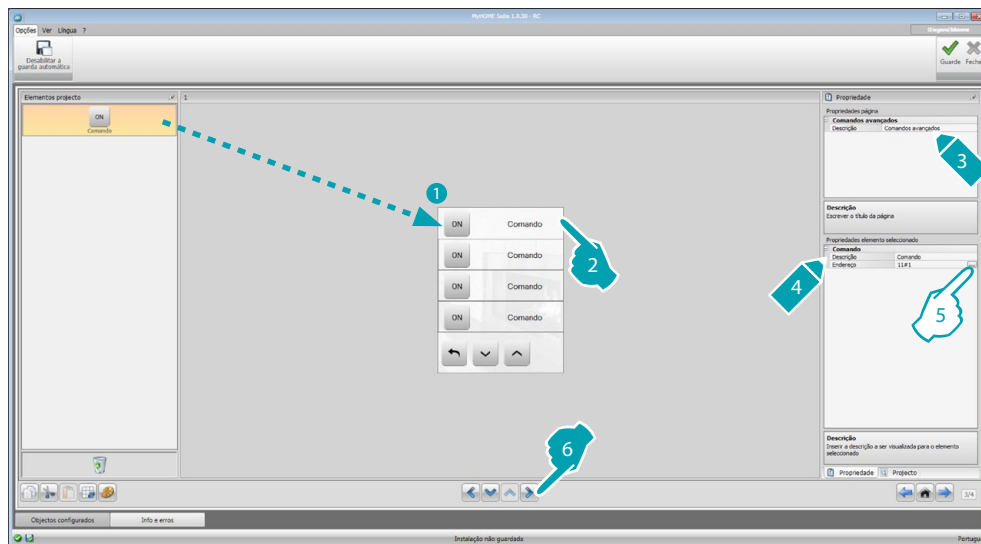 MyHOME Suite 1.0.30 - RC
Opções Ver Língua ?
Desabilitar a
guarda automática
Guarde Feche
Elementos projecto
1
Propriedade
ON
Comando
Propriedades página
Comandos avançados
Descrição Comandos avançados
3
1
ON Comando
2
ON Comando
ON Comando
ON Comando
Descrição
Escrever o título da página
Propriedades elemento seleccionado
Comando
Descrição Comando
Endereço 11#1 ...
4
5
6
Descrição
Inserir a descrição a ser visualizada para o elemento
seleccionado
Propriedade Projecto
3/4
Objectos configurados Info e erros
Instalação não guardada
Portugu